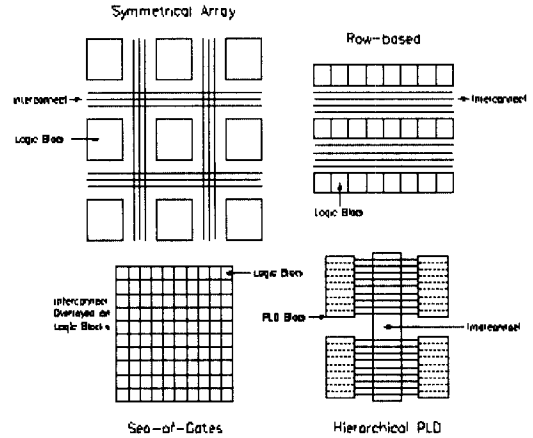 Symmetrical Array
Row-based
Interconnect
Interconnect
Logic Block
Logic Block
Logic Block
Interconnect
Overlayed on
Logic Blocks
PLD Block
Interconnect
Sea-of-Gates
Hierarchical PLD